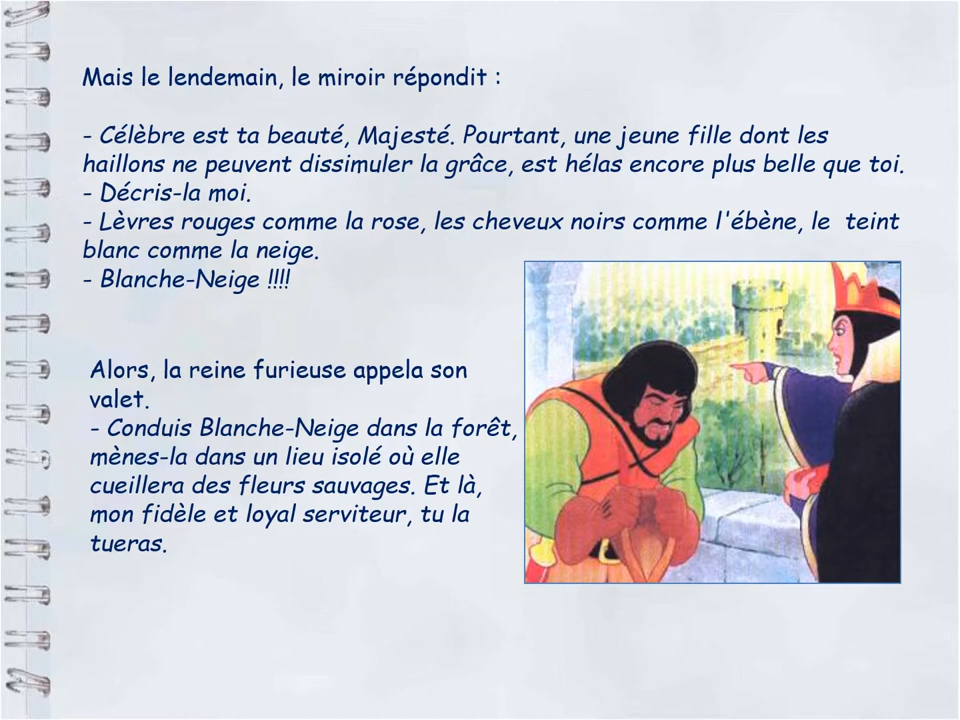 Mais le lendemain, le miroir répondit :
- Célèbre est ta beauté, Majesté. Pourtant, une jeune fille dont les
haillons ne peuvent dissimuler la grâce, est hélas encore plus belle que toi.
- Décris-la moi.
- Lèvres rouges comme la rose, les cheveux noirs comme l'ébène, le teint
blanc comme la neige.
- Blanche-Neige !!!!
Alors, la reine furieuse appela son
valet.
- Conduis Blanche-Neige dans la forêt,
mènes-la dans un lieu isolé où elle
cueillera des fleurs sauvages. Et là,
mon fidèle et loyal serviteur, tu la
tueras.